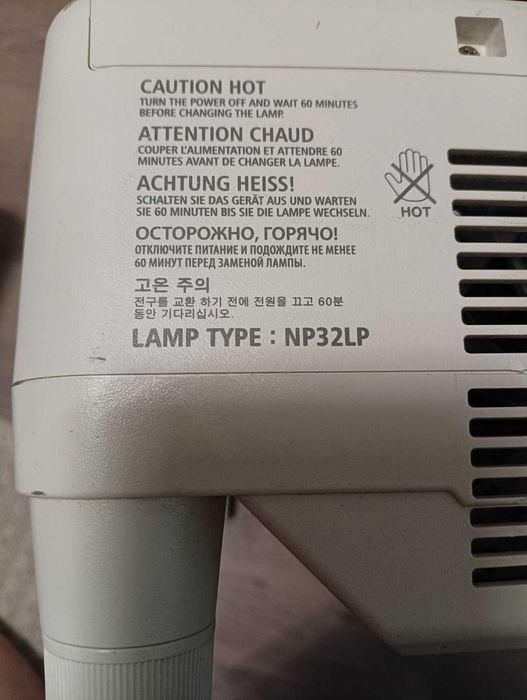 CAUTION HOT
TURN THE POWER OFF AND WAIT 60 MINUTES
BEFORE CHANGING THE LAMP.
ATTENTION CHAUD
COUPER L'ALIMENTATION ET ATTENDRE 60
MINUTES AVANT DE CHANGER LA LAMPE.
ACHTUNG HEISS!
SCHALTEN SIE DAS GERÄT AUS UND WARTEN
SIE 60 MINUTEN BIS SIE DIE LAMPE WECHSELN.
HOT
ОСТОРОЖНО, ГОРЯЧО!
ОТКЛЮЧИТЕ ПИТАНИЕ И ПОДОЖДИТЕ НЕ МЕНЕЕ
60 МИНУТ ПЕРЕД ЗАМЕНОЙ ЛАМПЫ.
고온 주의
전구를 교환 하기 전에 전원을 끄고 60분
동안 기다리십시오.
LAMP TYPE : NP32LP